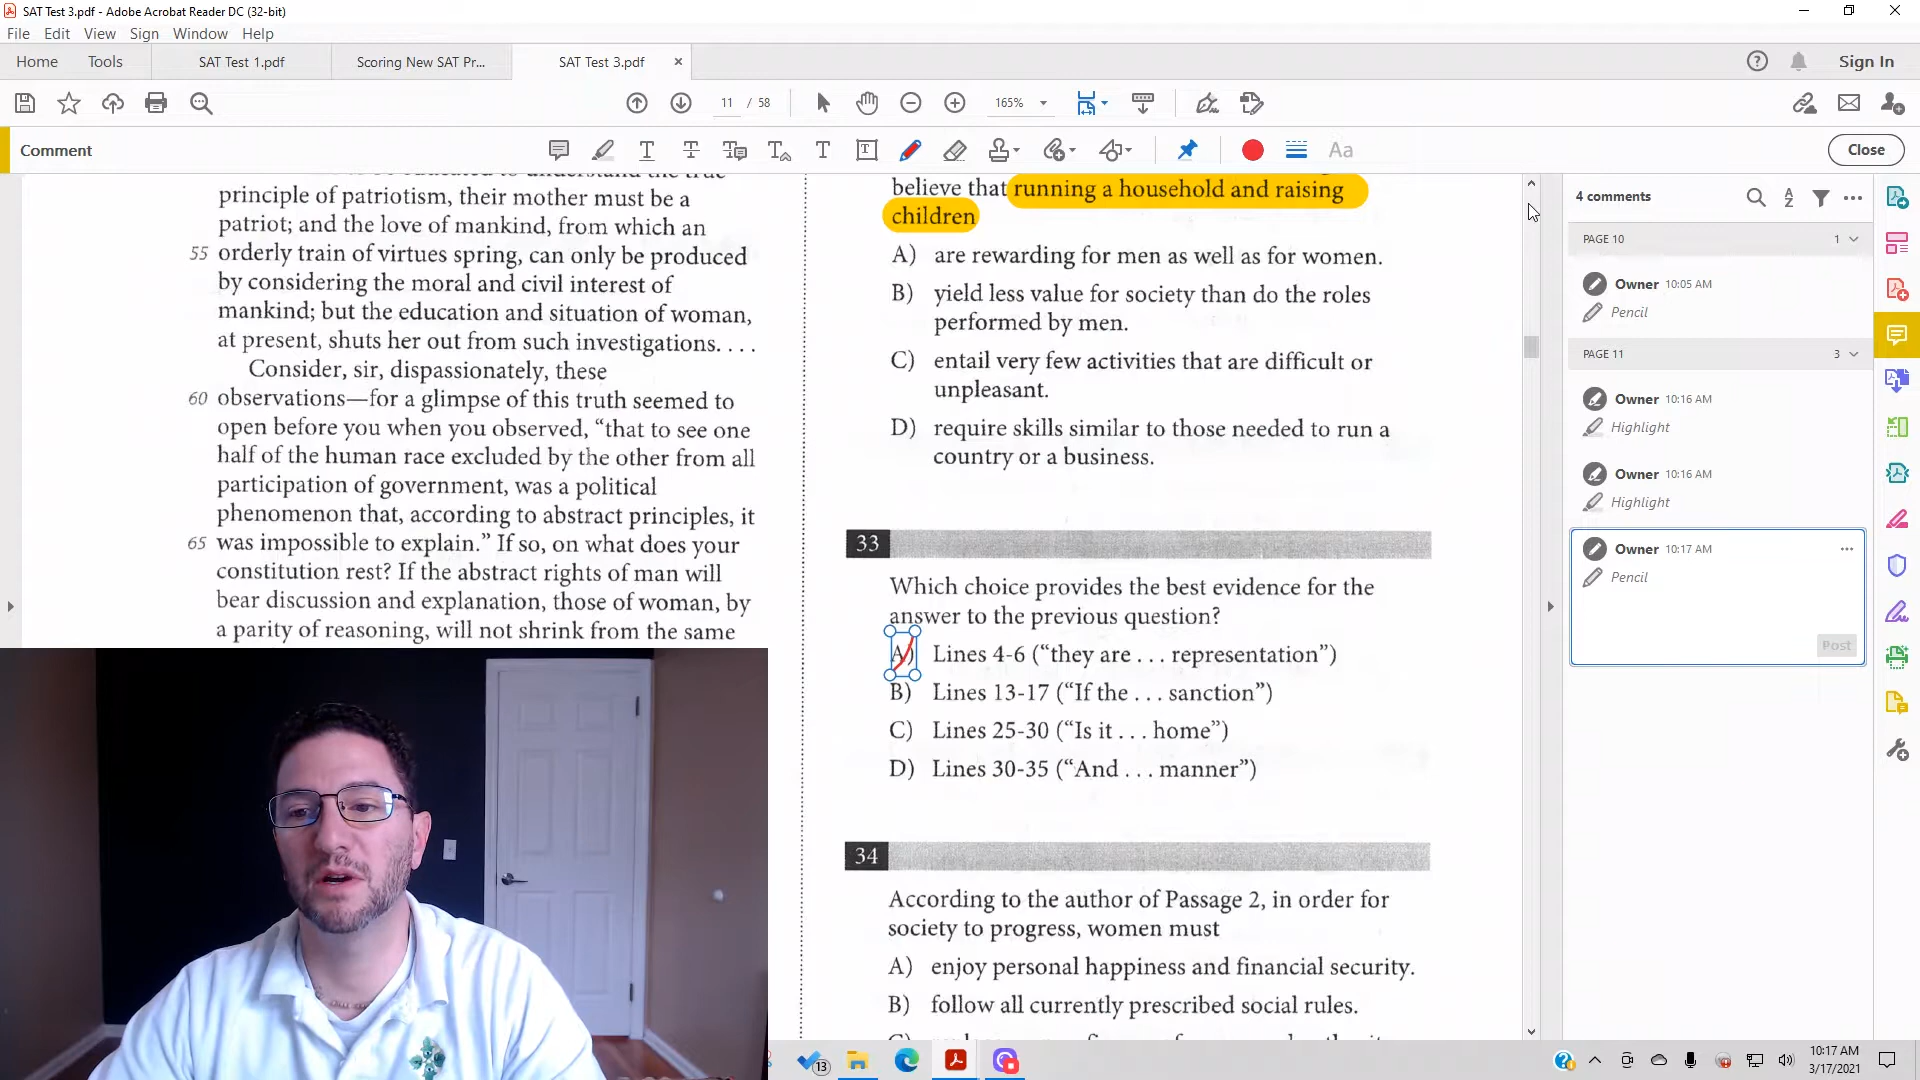 SAT Test 3.pdf - Adobe Acrobat Reader DC (32-bit)
File Edit View Sign Window Help
Home Tools SAT Test 1.pdf Scoring New SAT Pr... SAT Test 3.pdf × Sign In
11 / 58 165%
Comment Close
principle of patriotism, their mother must be a
patriot; and the love of mankind, from which an
55 orderly train of virtues spring, can only be produced
by considering the moral and civil interest of
mankind; but the education and situation of woman,
at present, shuts her out from such investigations. . . .
Consider, sir, dispassionately, these
60 observations—for a glimpse of this truth seemed to
open before you when you observed, “that to see one
half of the human race excluded by the other from all
participation of government, was a political
phenomenon that, according to abstract principles, it
65 was impossible to explain.” If so, on what does your
constitution rest? If the abstract rights of man will
bear discussion and explanation, those of woman, by
a parity of reasoning, will not shrink from the same
believe that running a household and raising
children
A) are rewarding for men as well as for women.
B) yield less value for society than do the roles
performed by men.
C) entail very few activities that are difficult or
unpleasant.
D) require skills similar to those needed to run a
country or a business.
33
Which choice provides the best evidence for the
answer to the previous question?
A) Lines 4-6 (“they are . . . representation”)
B) Lines 13-17 (“If the . . . sanction”)
C) Lines 25-30 (“Is it . . . home”)
D) Lines 30-35 (“And . . . manner”)
34
According to the author of Passage 2, in order for
society to progress, women must
A) enjoy personal happiness and financial security.
B) follow all currently prescribed social rules.
4 comments
PAGE 10 1
Owner 10:05 AM
Pencil
PAGE 11 3
Owner 10:16 AM
Highlight
Owner 10:16 AM
Highlight
Owner 10:17 AM
Pencil
Post
13
10:17 AM
3/17/2021